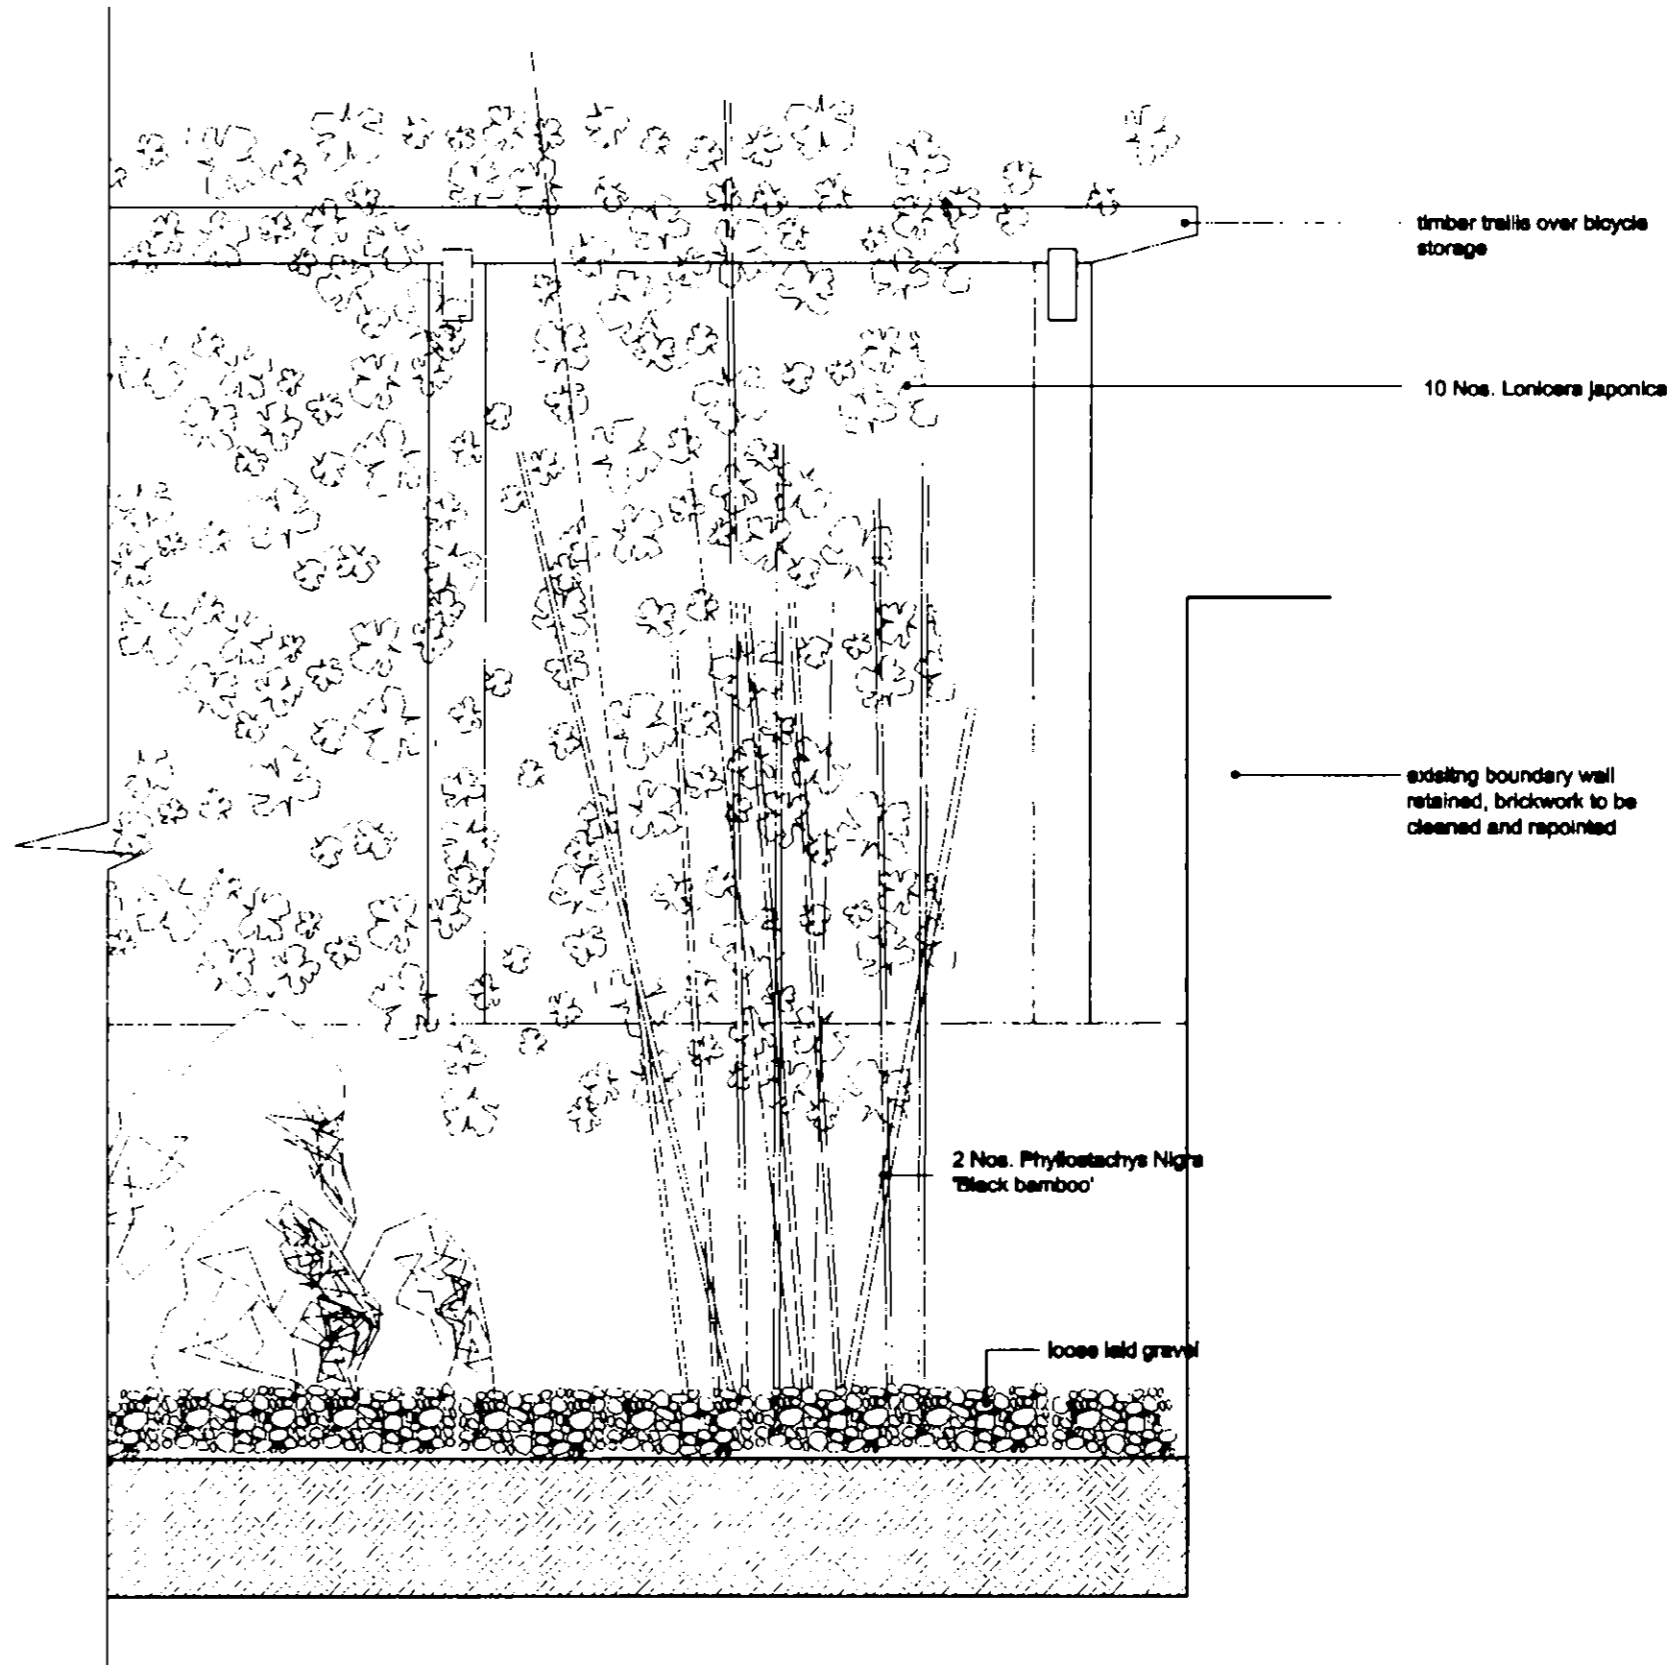 timber trellis over bicycle
storage
10 Nos. Lonicera japonica
exisitng boundary wall
retained, brickwork to be
cleaned and repointed
2 Nos. Phyllostachys Nigra
'Black bamboo'
loose laid gravel